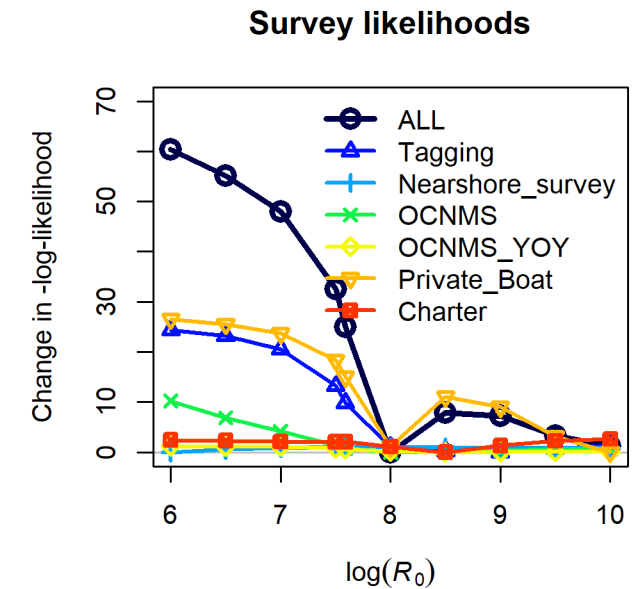 Survey likelihoods
Change in -log-likelihood
70
50
30
10
0
ALL
Tagging
Nearshore_survey
OCNMS
OCNMS_YOY
Private_Boat
Charter
6 7 8 9 10
log(R₀)